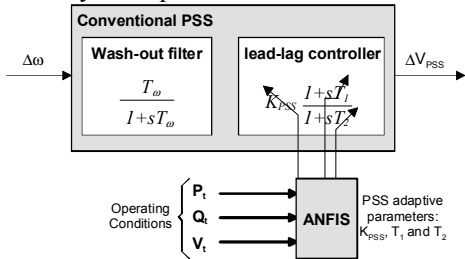 Conventional PSS
Wash-out filter
lead-lag controller
Δω
ΔV_PSS
T_ω
1+sT_ω
K_PSS 1+sT_1
1+sT_2
Operating
Conditions
P_t
Q_t
V_t
ANFIS
PSS adaptive
parameters:
K_PSS, T_1 and T_2